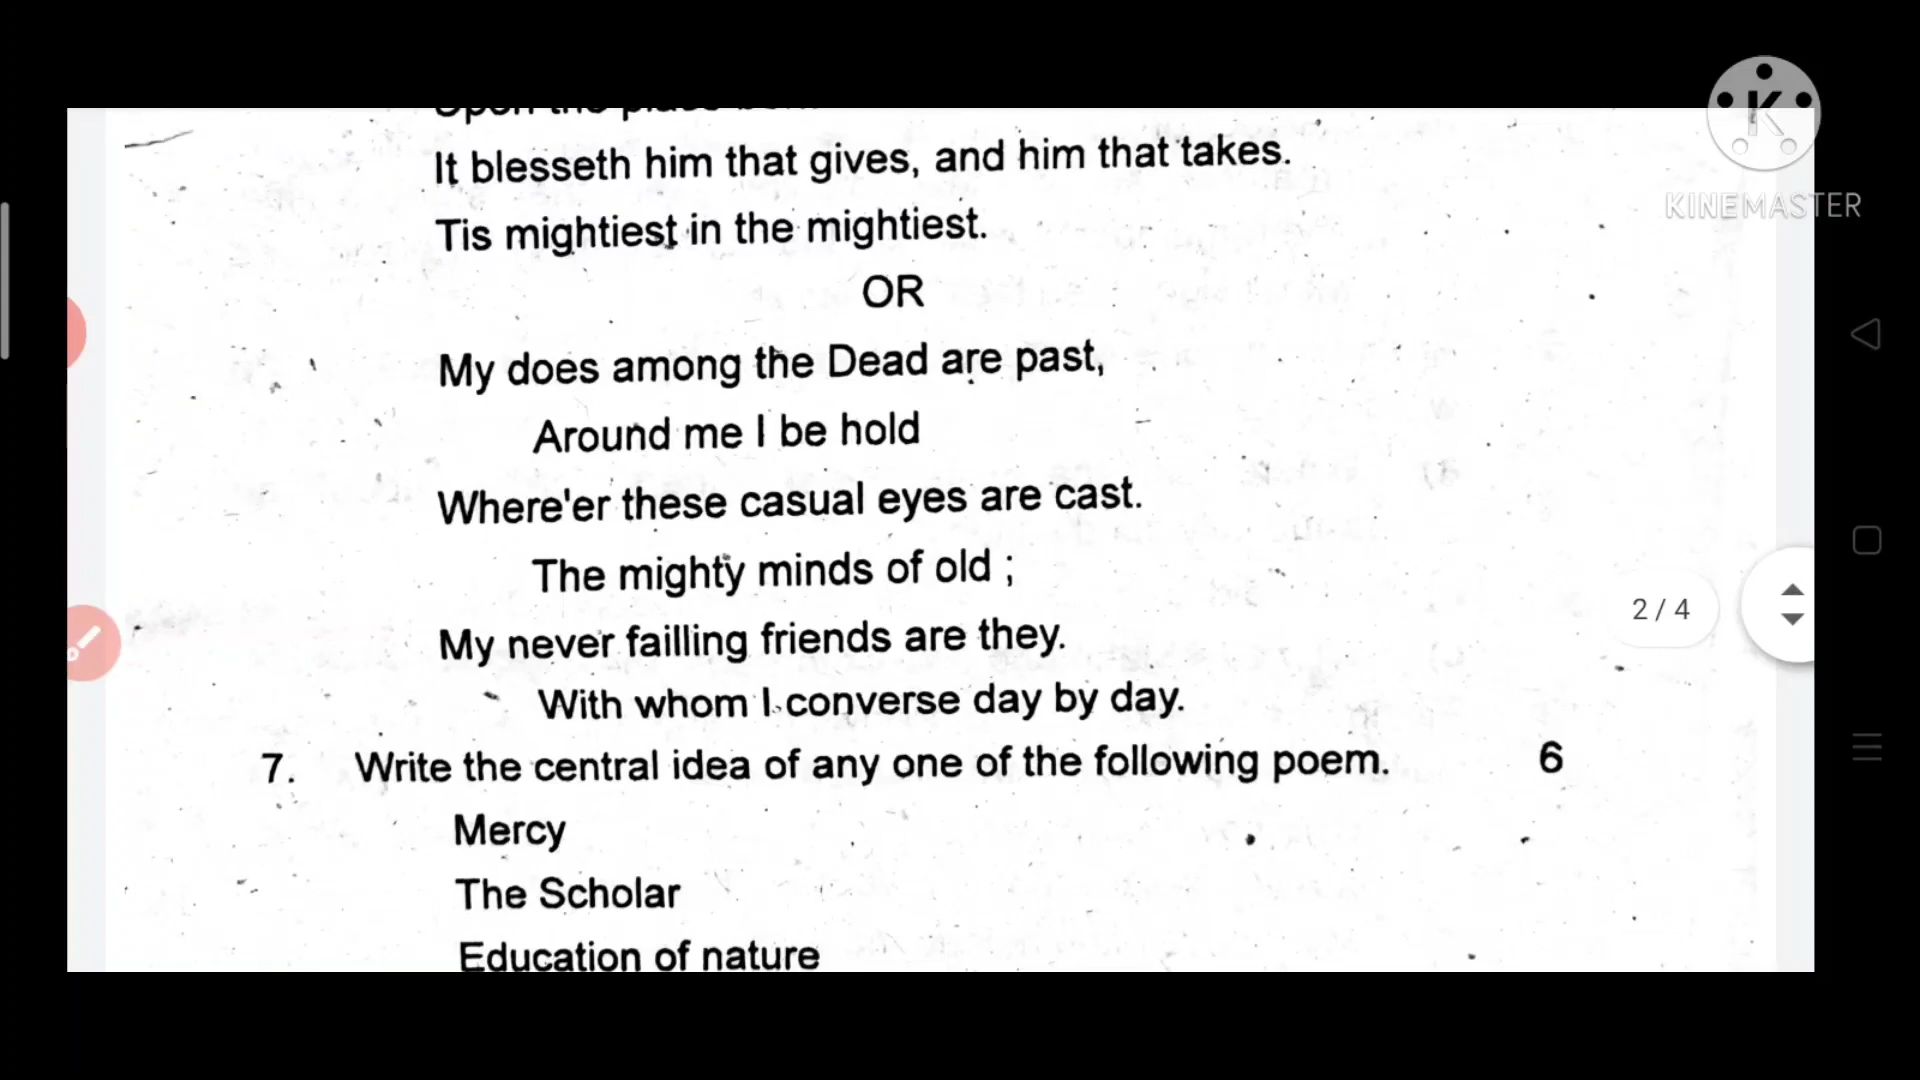 It blesseth him that gives, and him that takes.
Tis mightiest in the mightiest.
OR
My does among the Dead are past,
Around me I be hold
Where'er these casual eyes are cast.
The mighty minds of old ;
My never failling friends are they.
With whom I converse day by day.
7. Write the central idea of any one of the following poem. 6
Mercy
The Scholar
Education of nature
2 / 4
K
KINEMASTER